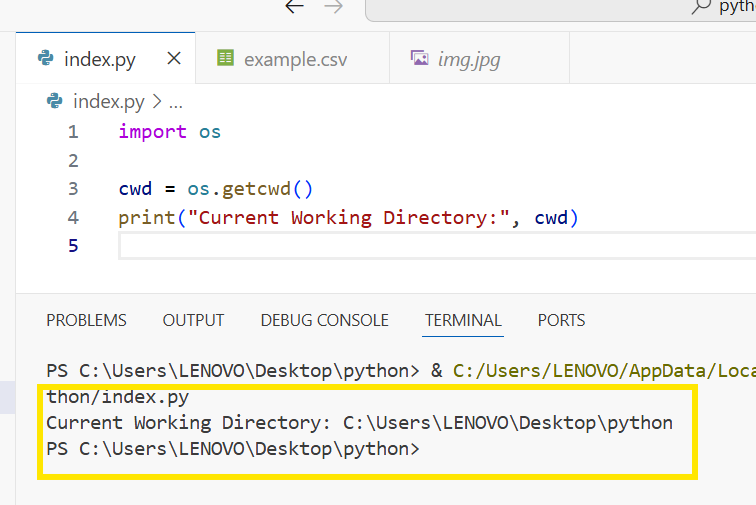 pyth
index.py
example.csv
img.jpg
index.py > ...
1 import os
2
3 cwd = os.getcwd()
4 print("Current Working Directory:", cwd)
5
PROBLEMS OUTPUT DEBUG CONSOLE TERMINAL PORTS
PS C:\Users\LENOVO\Desktop\python> & C:/Users/LENOVO/AppData/Loca
thon/index.py
Current Working Directory: C:\Users\LENOVO\Desktop\python
PS C:\Users\LENOVO\Desktop\python>